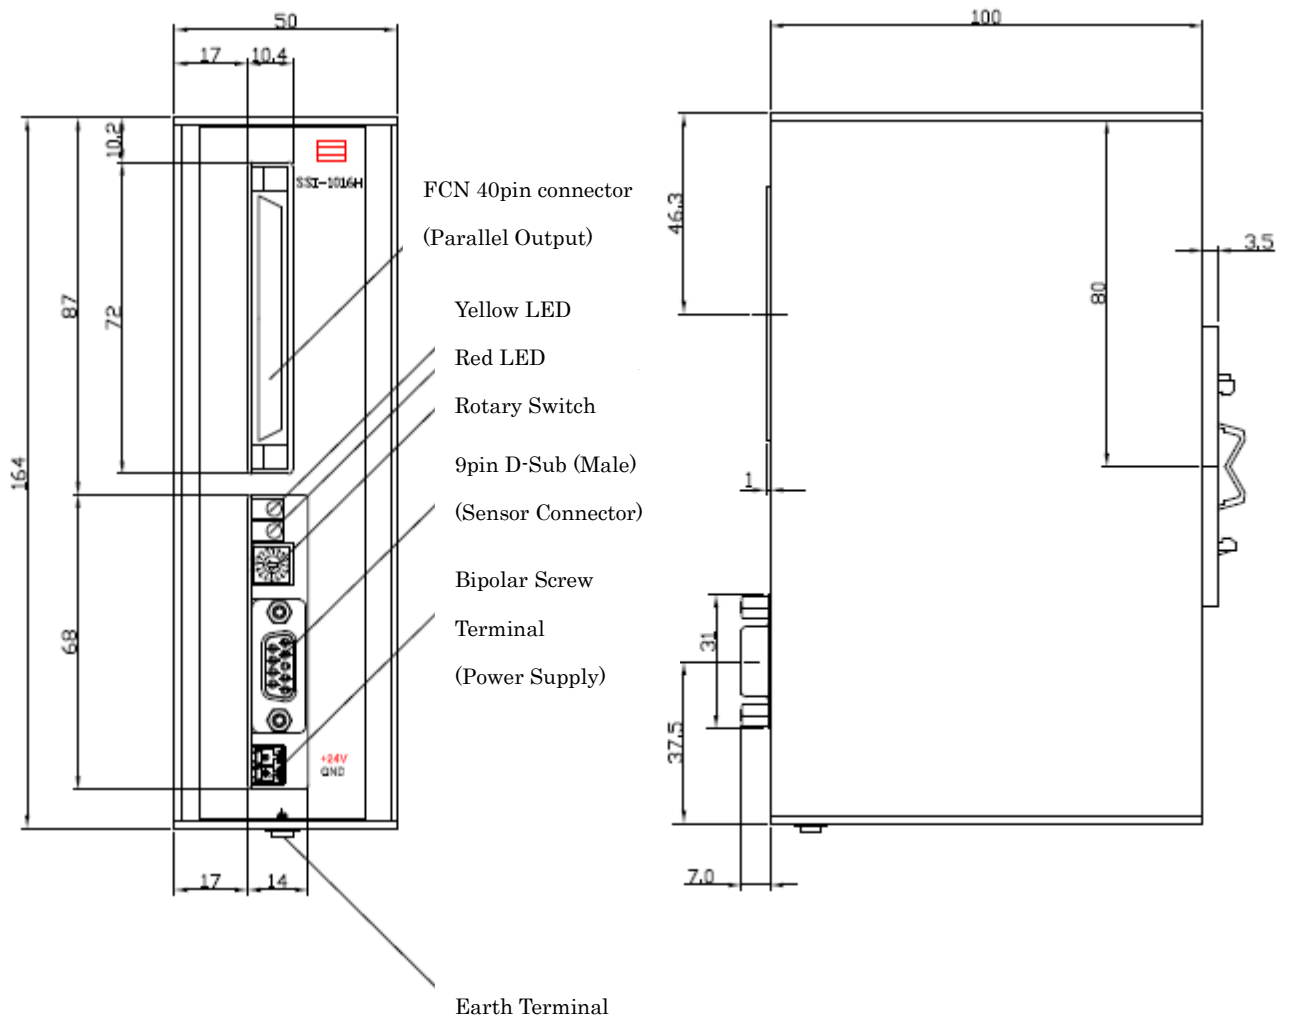 50
100
17
10.4
10.2
SSI-1016H
FCN 40pin connector
(Parallel Output)
46.3
3.5
80
87
72
Yellow LED
Red LED
Rotary Switch
164
9pin D-Sub (Male)
(Sensor Connector)
1
Bipolar Screw
Terminal
(Power Supply)
68
31
37.5
+24V
GND
17
14
7.0
Earth Terminal